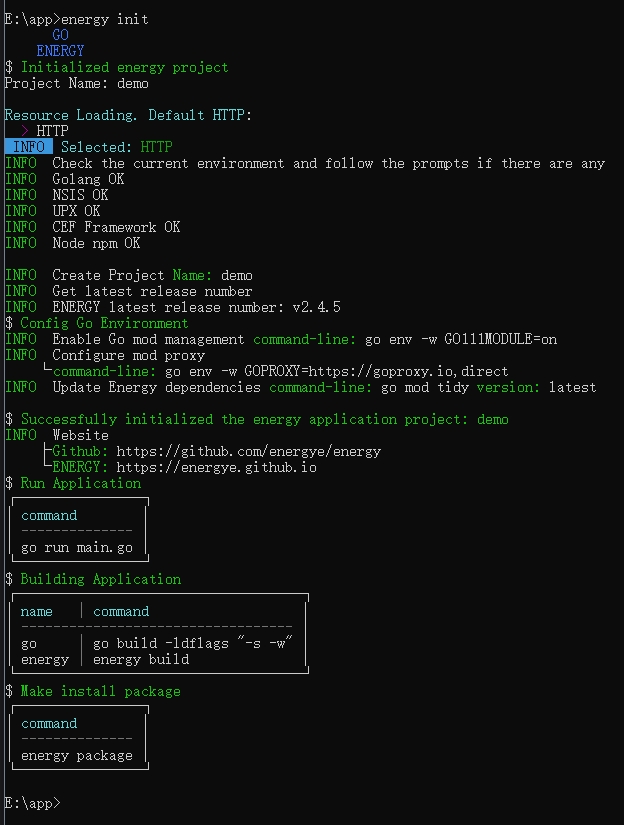 E:\app>energy init
GO
ENERGY
$ Initialized energy project
Project Name: demo
Resource Loading. Default HTTP:
> HTTP
INFO Selected: HTTP
INFO Check the current environment and follow the prompts if there are any
INFO Golang OK
INFO NSIS OK
INFO UPX OK
INFO CEF Framework OK
INFO Node npm OK
INFO Create Project Name: demo
INFO Get latest release number
INFO ENERGY latest release number: v2.4.5
$ Config Go Environment
INFO Enable Go mod management command-line: go env -w GO111MODULE=on
INFO Configure mod proxy
└command-line: go env -w GOPROXY=https://goproxy.io,direct
INFO Update Energy dependencies command-line: go mod tidy version: latest
$ Successfully initialized the energy application project: demo
INFO Website
├Github: https://github.com/energye/energy
└ENERGY: https://energye.github.io
$ Run Application
command
--------------
go run main.go
$ Building Application
name | command
----------------------------------
go | go build -ldflags "-s -w"
energy | energy build
$ Make install package
command
--------------
energy package
E:\app>